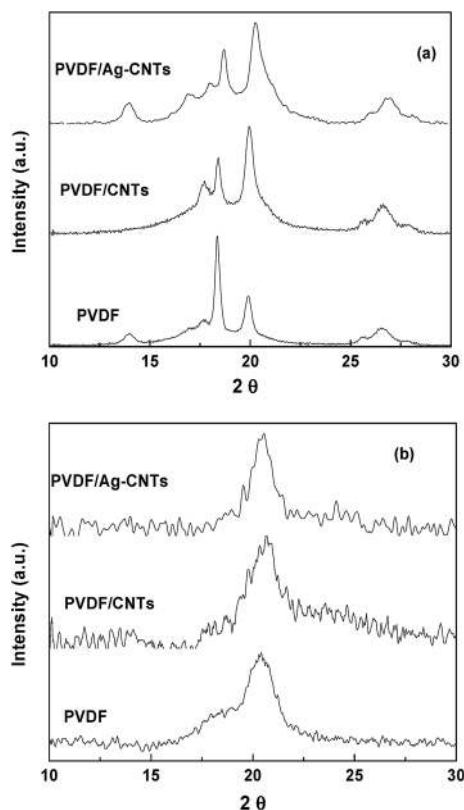 (a)
PVDF/Ag-CNTs
PVDF/CNTs
PVDF
Intensity (a.u.)
10 15 20 25 30
2 θ
(b)
PVDF/Ag-CNTs
PVDF/CNTs
PVDF
Intensity (a.u.)
10 15 20 25 30
2 θ